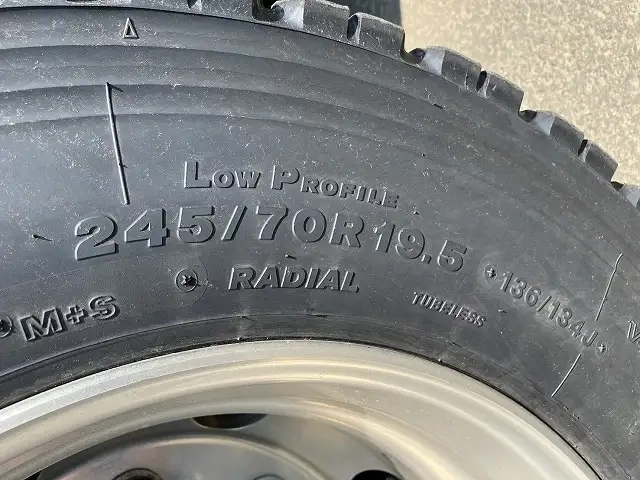 Low Profile
245/70R19.5
136/134J
RADIAL
TUBELESS
M+S